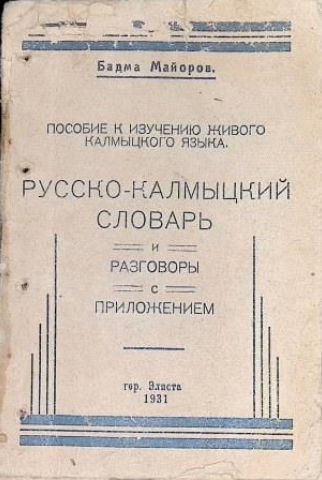 Бадма Майоров.
ПОСОБИЕ К ИЗУЧЕНИЮ ЖИВОГО
КАЛМЫЦКОГО ЯЗЫКА.
РУССКО-КАЛМЫЦКИЙ
СЛОВАРЬ
И
РАЗГОВОРЫ
С
ПРИЛОЖЕНИЕМ
гор. Элиста
1931